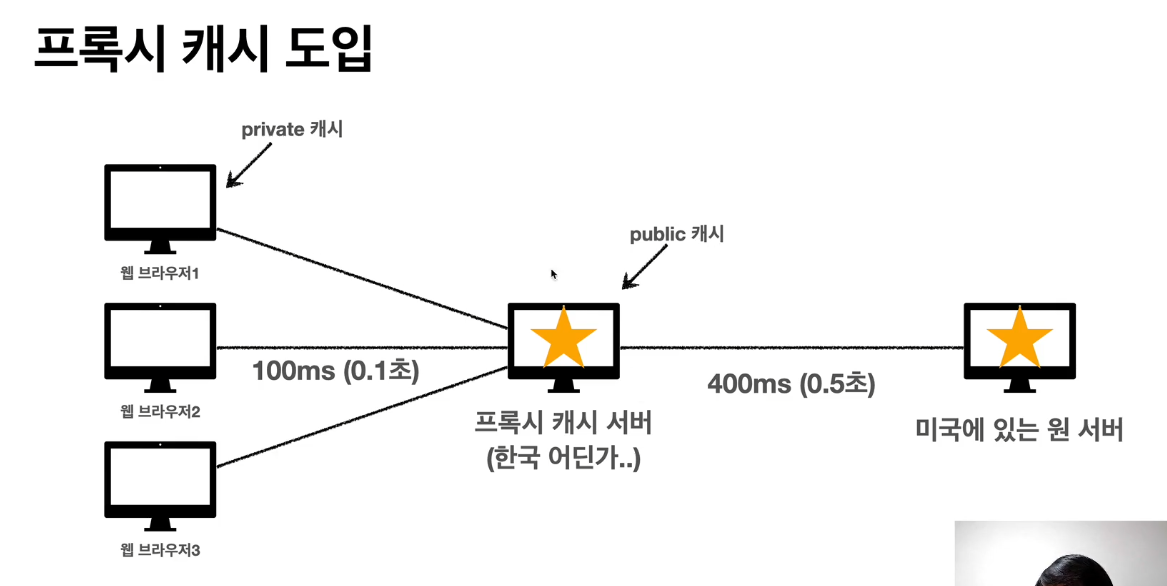 프록시 캐시 도입
private 캐시
웹 브라우저1
public 캐시
웹 브라우저2
100ms (0.1초)
400ms (0.5초)
프록시 캐시 서버
(한국 어딘가..)
미국에 있는 원 서버
웹 브라우저3